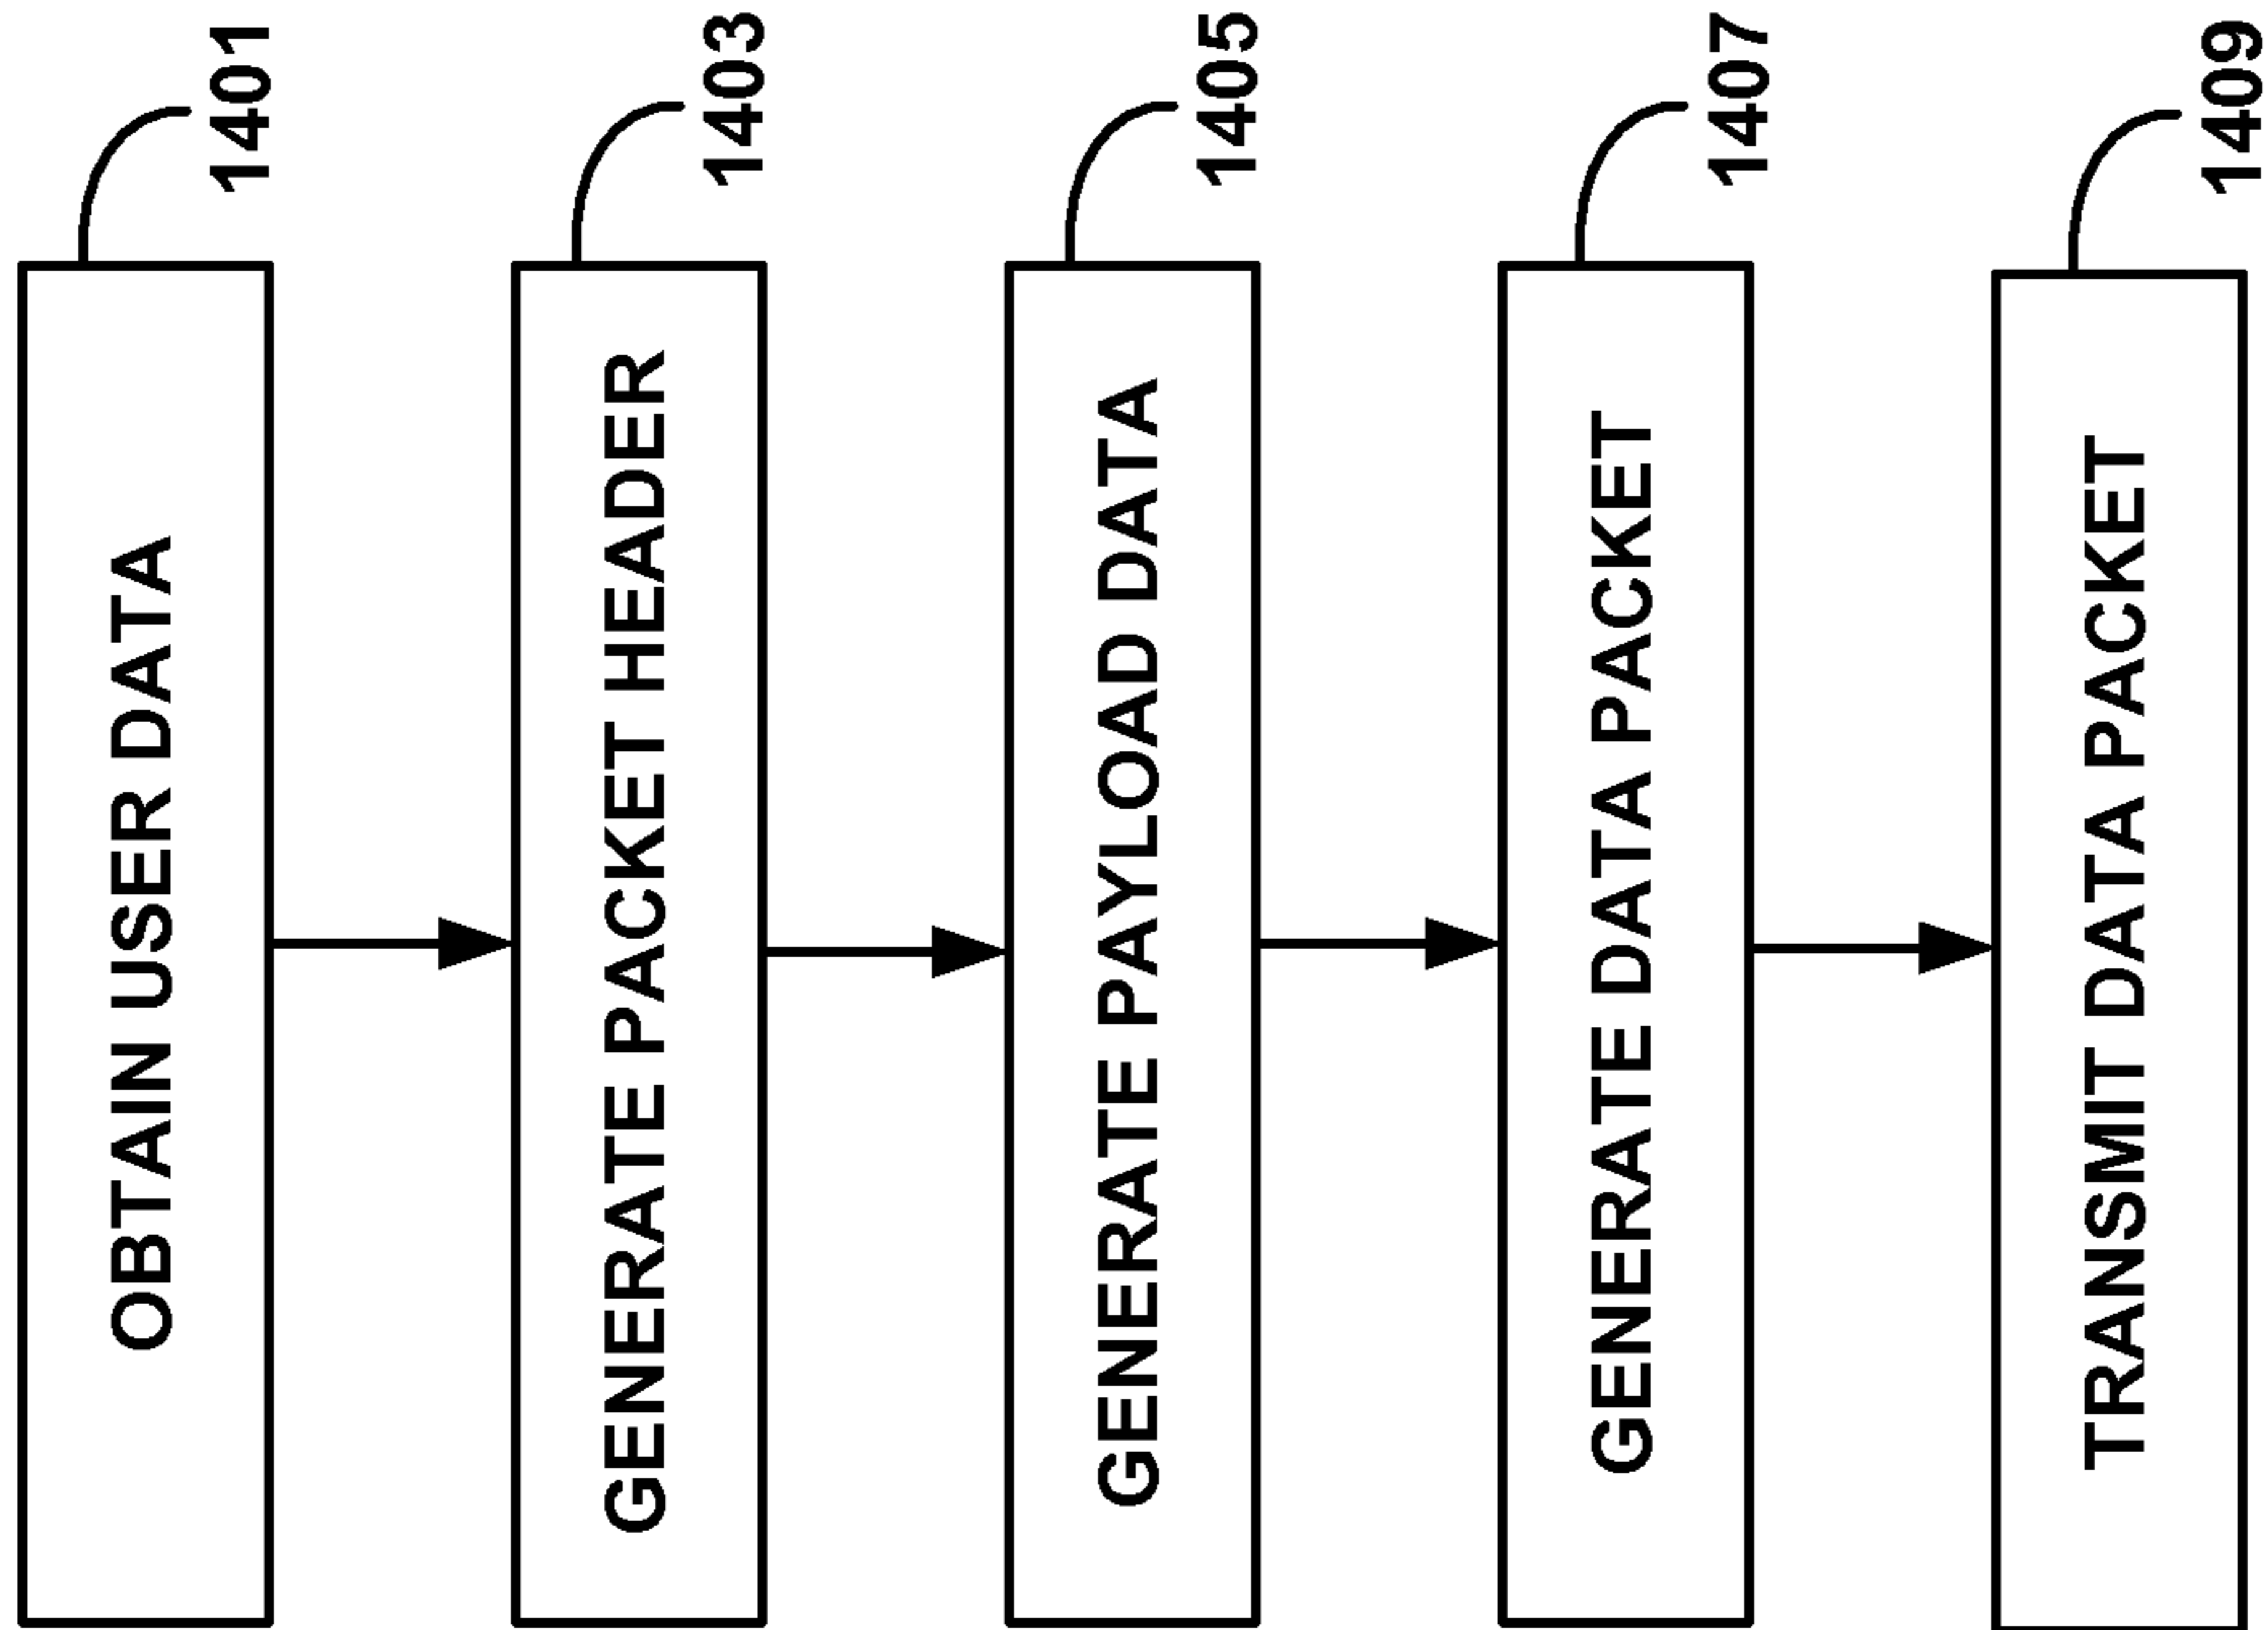 OBTAIN USER DATA
1401
GENERATE PACKET HEADER
1403
GENERATE PAYLOAD DATA
1405
GENERATE DATA PACKET
1407
TRANSMIT DATA PACKET
1409